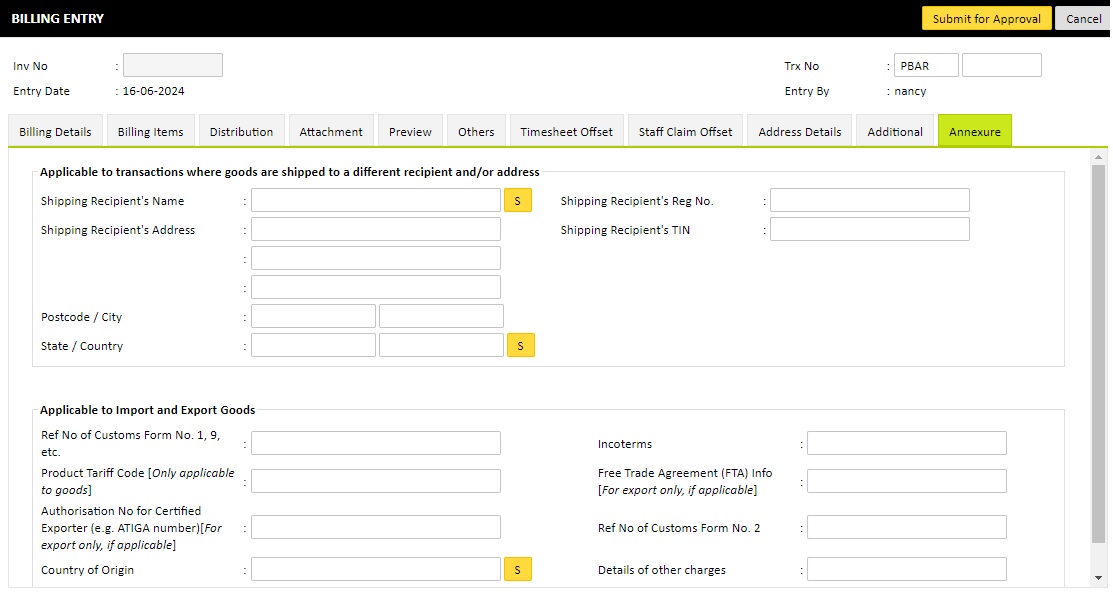 BILLING ENTRY Submit for Approval Cancel
Inv No : Trx No : PBAR
Entry Date : 16-06-2024 Entry By : nancy
Billing Details Billing Items Distribution Attachment Preview Others Timesheet Offset Staff Claim Offset Address Details Additional Annexure
Applicable to transactions where goods are shipped to a different recipient and/or address
Shipping Recipient's Name : S Shipping Recipient's Reg No. :
Shipping Recipient's Address : Shipping Recipient's TIN :
:
:
Postcode / City :
State / Country : S
Applicable to Import and Export Goods
Ref No of Customs Form No. 1, 9,
etc. : Incoterms :
Product Tariff Code [Only applicable
to goods] : Free Trade Agreement (FTA) Info
[For export only, if applicable] :
Authorisation No for Certified
Exporter (e.g. ATIGA number)[For
export only, if applicable] : Ref No of Customs Form No. 2 :
Country of Origin : S Details of other charges :